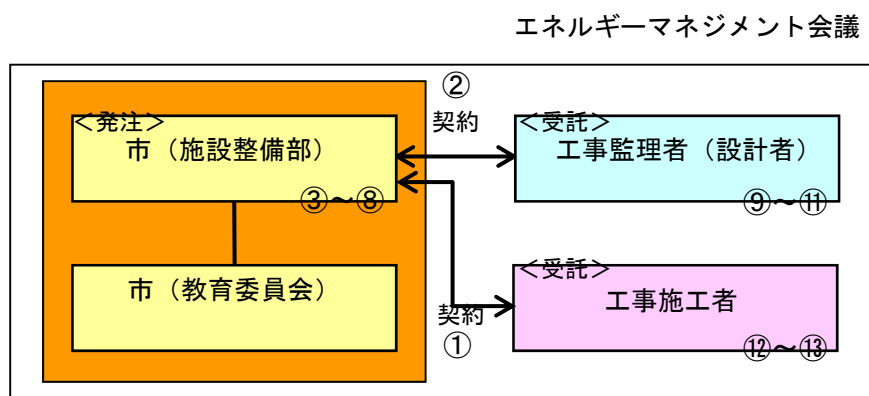 エネルギーマネジメント会議
②
＜発注＞
市（施設整備部）
③～⑧
契約
＜受託＞
工事監理者（設計者）
⑨～⑪
市（教育委員会）
契約
①
＜受託＞
工事施工者
⑫～⑬